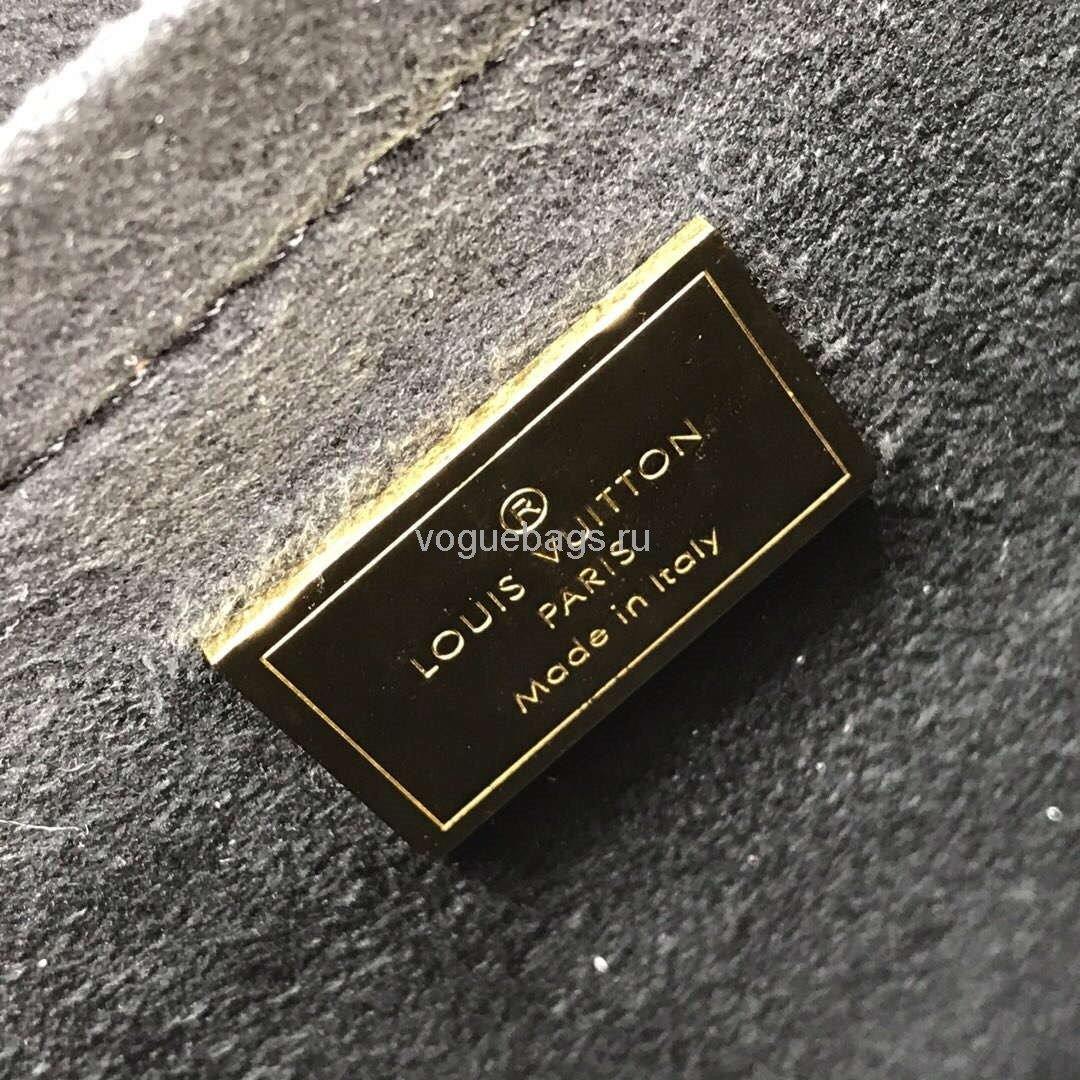 ®
LOUIS VUITTON
PARIS
Made in Italy
voguebags.ru